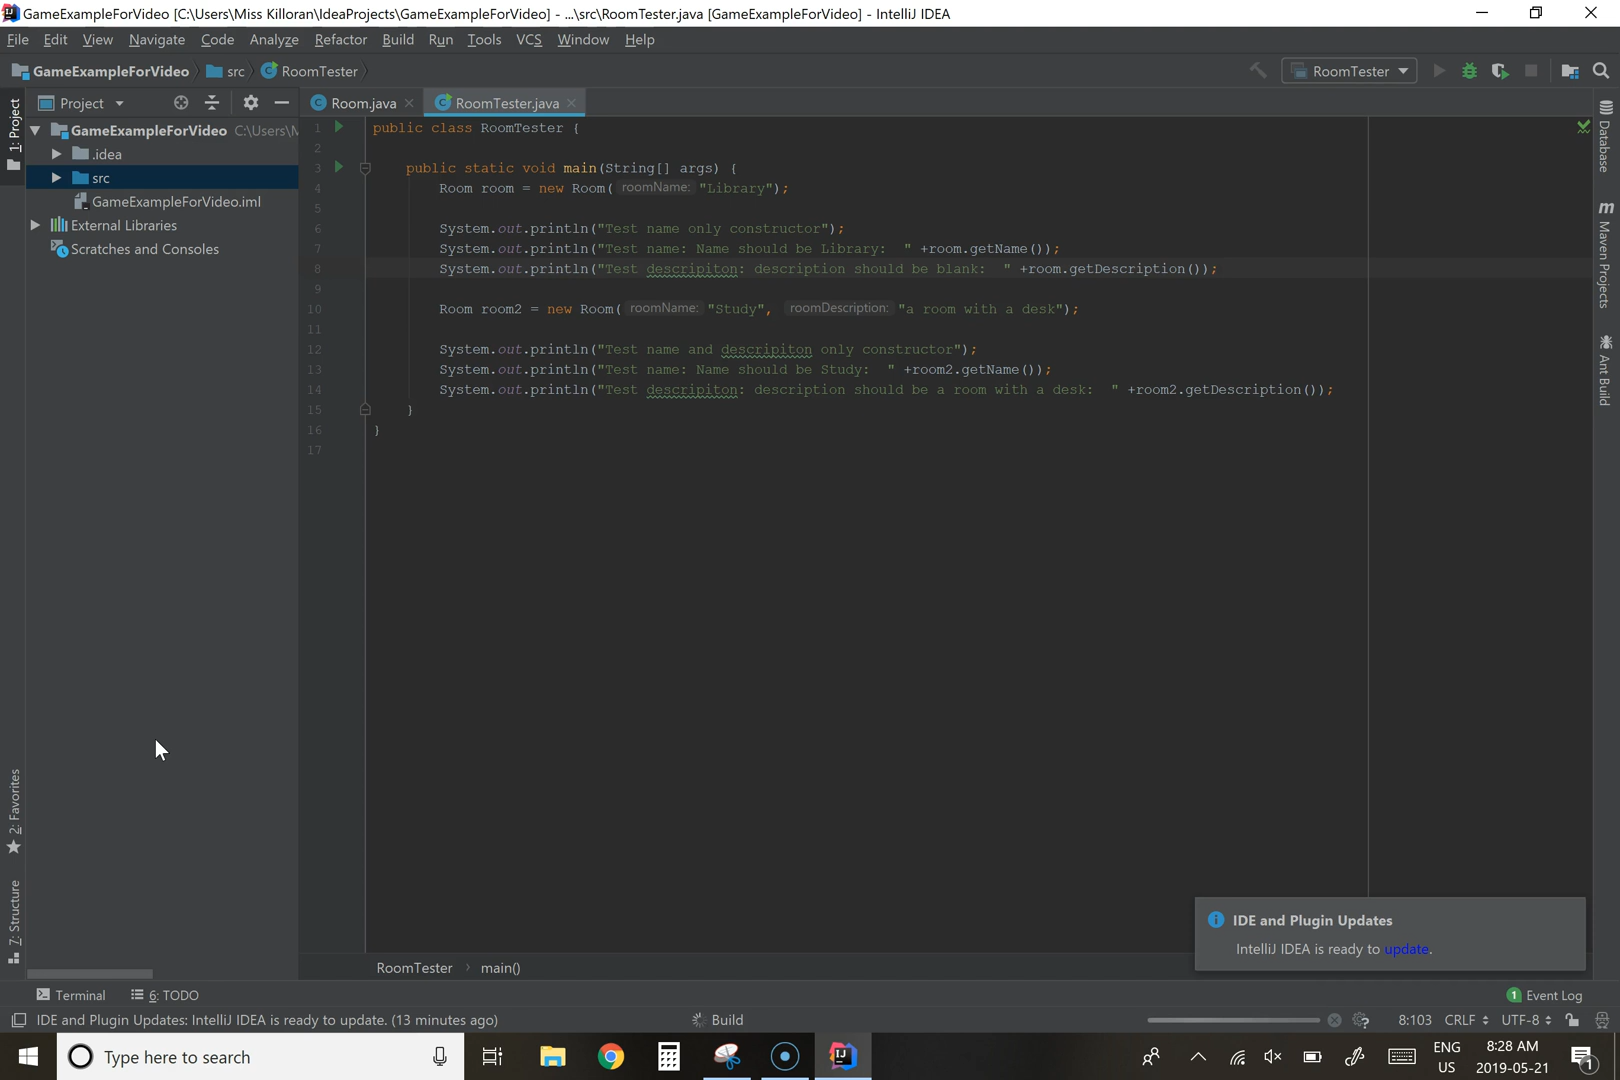 GameExampleForVideo [C:\Users\Miss Killoran\IdeaProjects\GameExampleForVideo] - ...\src\RoomTester.java [GameExampleForVideo] - IntelliJ IDEA
File Edit View Navigate Code Analyze Refactor Build Run Tools VCS Window Help
GameExampleForVideo src RoomTester RoomTester
Project Room.java RoomTester.java
1: Project
2: Favorites
7: Structure
GameExampleForVideo C:\Users\M
.idea
src
GameExampleForVideo.iml
External Libraries
Scratches and Consoles
1 public class RoomTester {
2
3 public static void main(String[] args) {
4 Room room = new Room( roomName: "Library");
5
6 System.out.println("Test name only constructor");
7 System.out.println("Test name: Name should be Library:  " +room.getName());
8 System.out.println("Test descripiton: description should be blank:  " +room.getDescription());
9
10 Room room2 = new Room( roomName: "Study", roomDescription: "a room with a desk");
11
12 System.out.println("Test name and descripiton only constructor");
13 System.out.println("Test name: Name should be Study:  " +room2.getName());
14 System.out.println("Test descripiton: description should be a room with a desk:  " +room2.getDescription());
15 }
16 }
17
Database
Maven Projects
Ant Build
IDE and Plugin Updates
IntelliJ IDEA is ready to update.
RoomTester main()
Terminal 6: TODO 1 Event Log
IDE and Plugin Updates: IntelliJ IDEA is ready to update. (13 minutes ago) Build 8:103 CRLF UTF-8
Type here to search
ENG
US
8:28 AM
2019-05-21
1